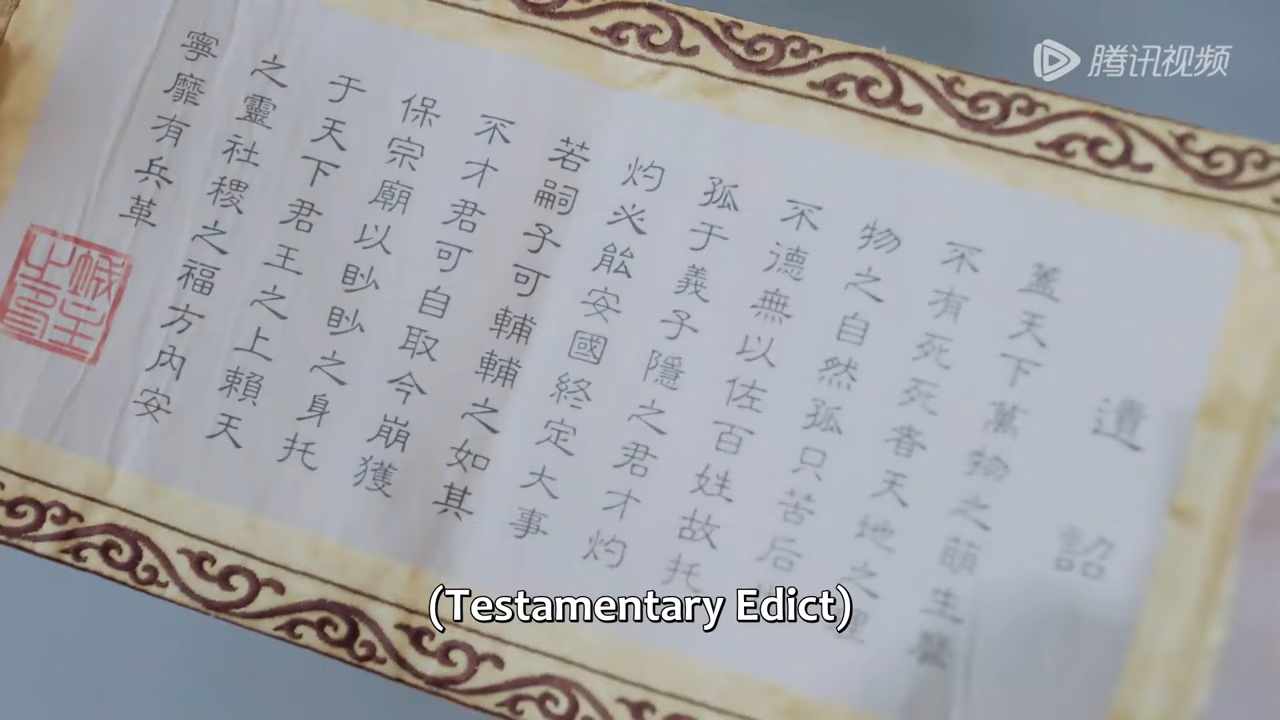 遺詔
蓋天下萬物之萌生靡
不有死死者天地之理
物之自然孤只苦后
不德無以佐百姓故托
孤于義子隱之君才灼
灼必能安國終定大事
若嗣子可輔輔之如其
不才君可自取今崩獲
保宗廟以眇眇之身托
于天下君王之上賴天
之靈社稷之福方內安
寧靡有兵革
腾讯视频
(Testamentary Edict)